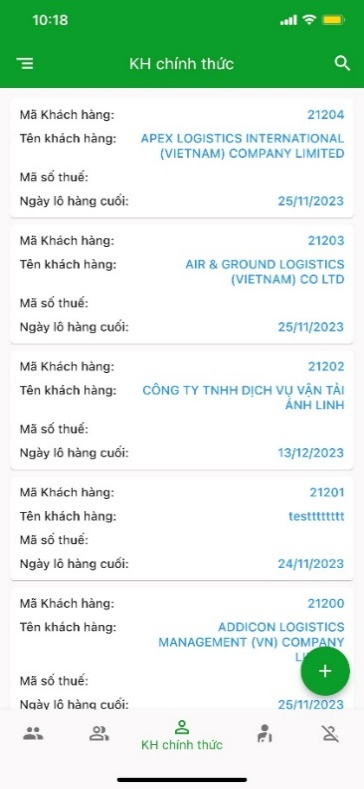 10:18
KH chính thức
Mã Khách hàng: 21204
Tên khách hàng: APEX LOGISTICS INTERNATIONAL
(VIETNAM) COMPANY LIMITED
Mã số thuế:
Ngày lô hàng cuối: 25/11/2023
Mã Khách hàng: 21203
Tên khách hàng: AIR & GROUND LOGISTICS
(VIETNAM) CO LTD
Mã số thuế:
Ngày lô hàng cuối: 25/11/2023
Mã Khách hàng: 21202
Tên khách hàng: CÔNG TY TNHH DỊCH VỤ VẬN TẢI
ÁNH LINH
Mã số thuế:
Ngày lô hàng cuối: 13/12/2023
Mã Khách hàng: 21201
Tên khách hàng: testttttttt
Mã số thuế:
Ngày lô hàng cuối: 24/11/2023
Mã Khách hàng: 21200
Tên khách hàng: ADDICON LOGISTICS
MANAGEMENT (VN) COMPANY
Mã số thuế:
Ngày lô hàng cuối: 25/11/2023
KH chính thức